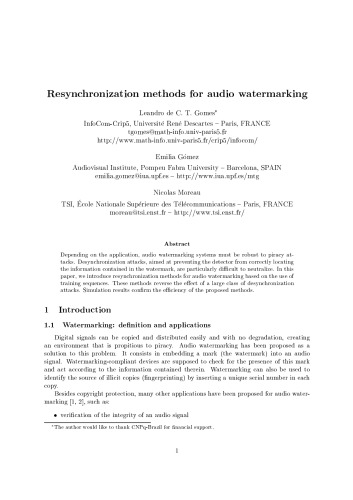 Resynchronization methods for audio watermarking
Leandro de C. T. Gomes*
InfoCom-Crip5, Université René Descartes – Paris, FRANCE
tgomes@math-info.univ-paris5.fr
http://www.math-info.univ-paris5.fr/crip5/infocom/
Emilia Gómez
Audiovisual Institute, Pompeu Fabra University – Barcelona, SPAIN
emilia.gomez@iua.upf.es – http://www.iua.upf.es/mtg
Nicolas Moreau
TSI, École Nationale Supérieure des Télécommunications – Paris, FRANCE
moreau@tsi.enst.fr – http://www.tsi.enst.fr/
Abstract
Depending on the application, audio watermarking systems must be robust to piracy at-
tacks. Desynchronization attacks, aimed at preventing the detector from correctly locating
the information contained in the watermark, are particularly difficult to neutralize. In this
paper, we introduce resynchronization methods for audio watermarking based on the use of
training sequences. These methods reverse the effect of a large class of desynchronization
attacks. Simulation results confirm the efficiency of the proposed methods.
1 Introduction
1.1 Watermarking: definition and applications
Digital signals can be copied and distributed easily and with no degradation, creating
an environment that is propitious to piracy. Audio watermarking has been proposed as a
solution to this problem. It consists in embedding a mark (the watermark) into an audio
signal. Watermarking-compliant devices are supposed to check for the presence of this mark
and act according to the information contained therein. Watermarking can also be used to
identify the source of illicit copies (fingerprinting) by inserting a unique serial number in each
copy.
Besides copyright protection, many other applications have been proposed for audio water-
marking [1, 2], such as:
• verification of the integrity of an audio signal
*The author would like to thank CNPq-Brazil for financial support.
1